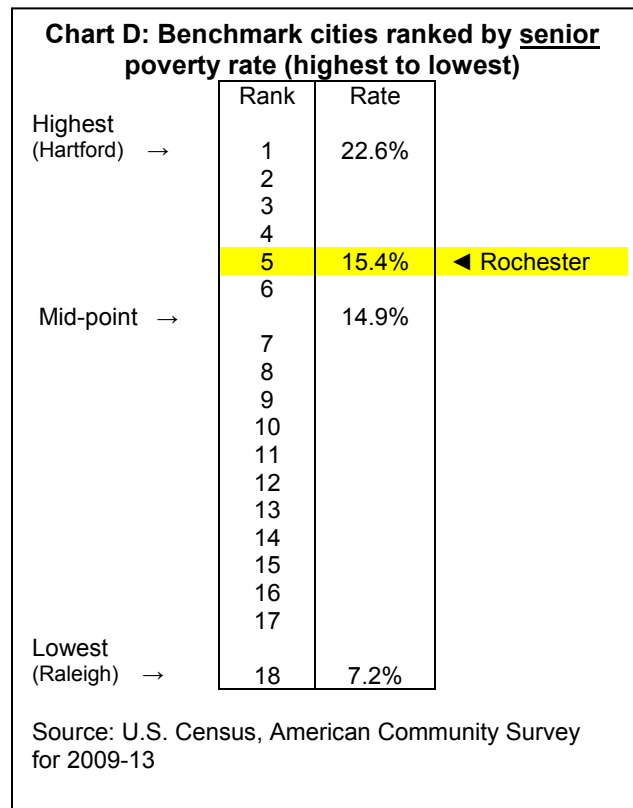 Chart D: Benchmark cities ranked by senior
poverty rate (highest to lowest)
Rank Rate
Highest
(Hartford) → 1 22.6%
2
3
4
5 15.4% ◄ Rochester
6
Mid-point → 14.9%
7
8
9
10
11
12
13
14
15
16
17
Lowest
(Raleigh) → 18 7.2%
Source: U.S. Census, American Community Survey
for 2009-13